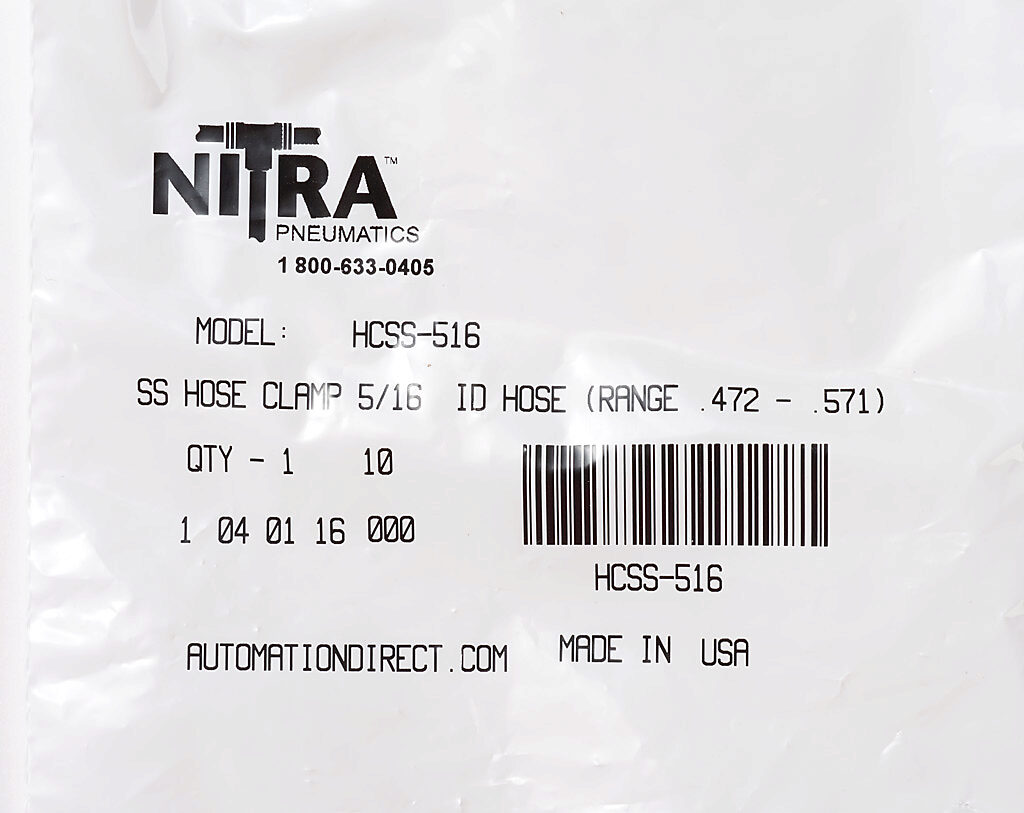 NITRA™
PNEUMATICS
1 800-633-0405
MODEL: HCSS-516
SS HOSE CLAMP 5/16 ID HOSE (RANGE .472 - .571)
QTY - 1 10
1 04 01 16 000
HCSS-516
AUTOMATIONDIRECT.COM MADE IN USA